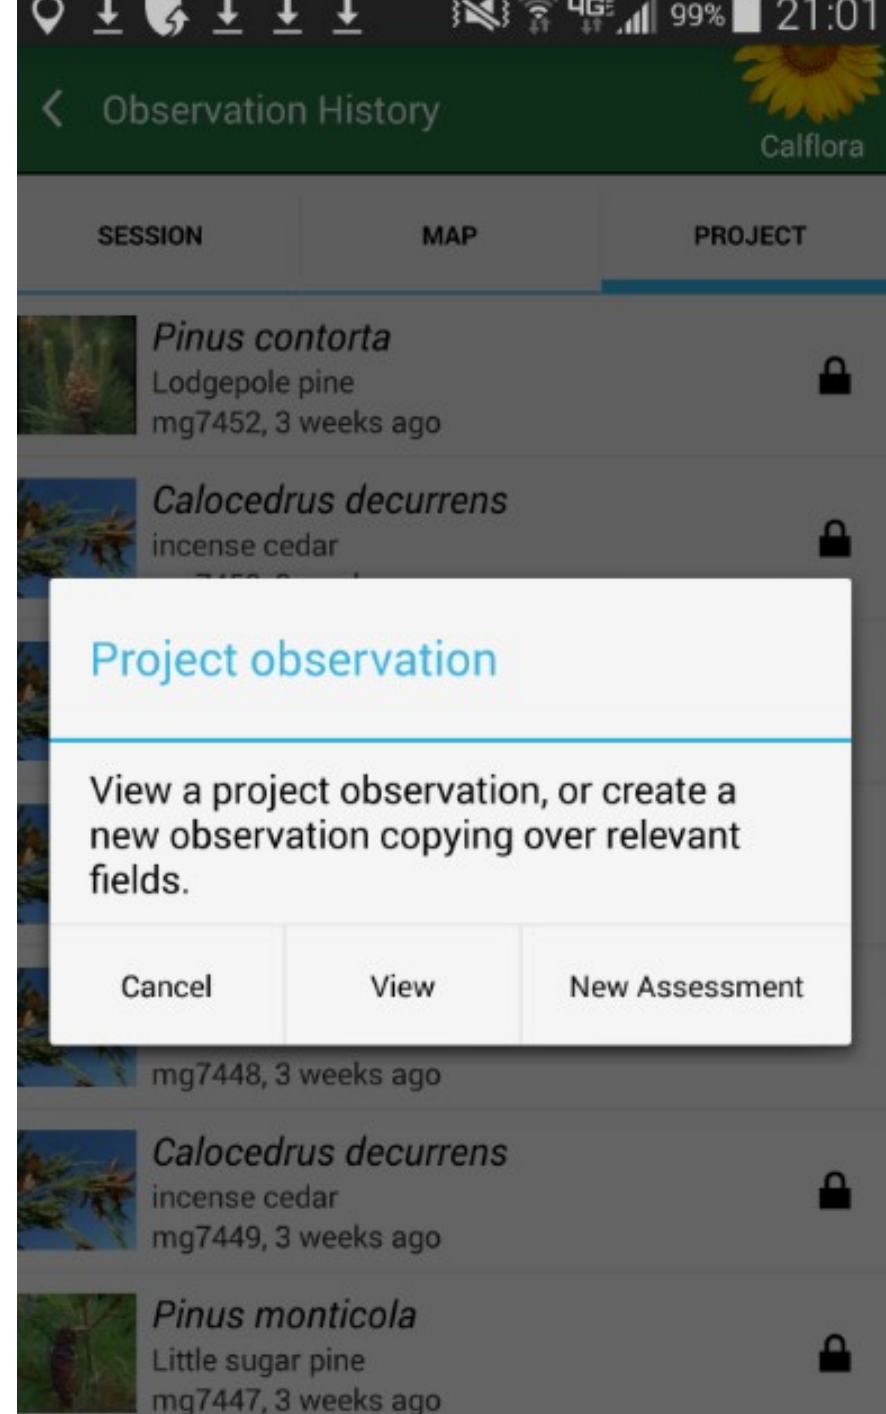 4G 99% 21:01
Observation History
Calflora
SESSION MAP PROJECT
Pinus contorta
Lodgepole pine
mg7452, 3 weeks ago
Calocedrus decurrens
incense cedar
Project observation
View a project observation, or create a
new observation copying over relevant
fields.
Cancel View New Assessment
mg7448, 3 weeks ago
Calocedrus decurrens
incense cedar
mg7449, 3 weeks ago
Pinus monticola
Little sugar pine
mg7447, 3 weeks ago